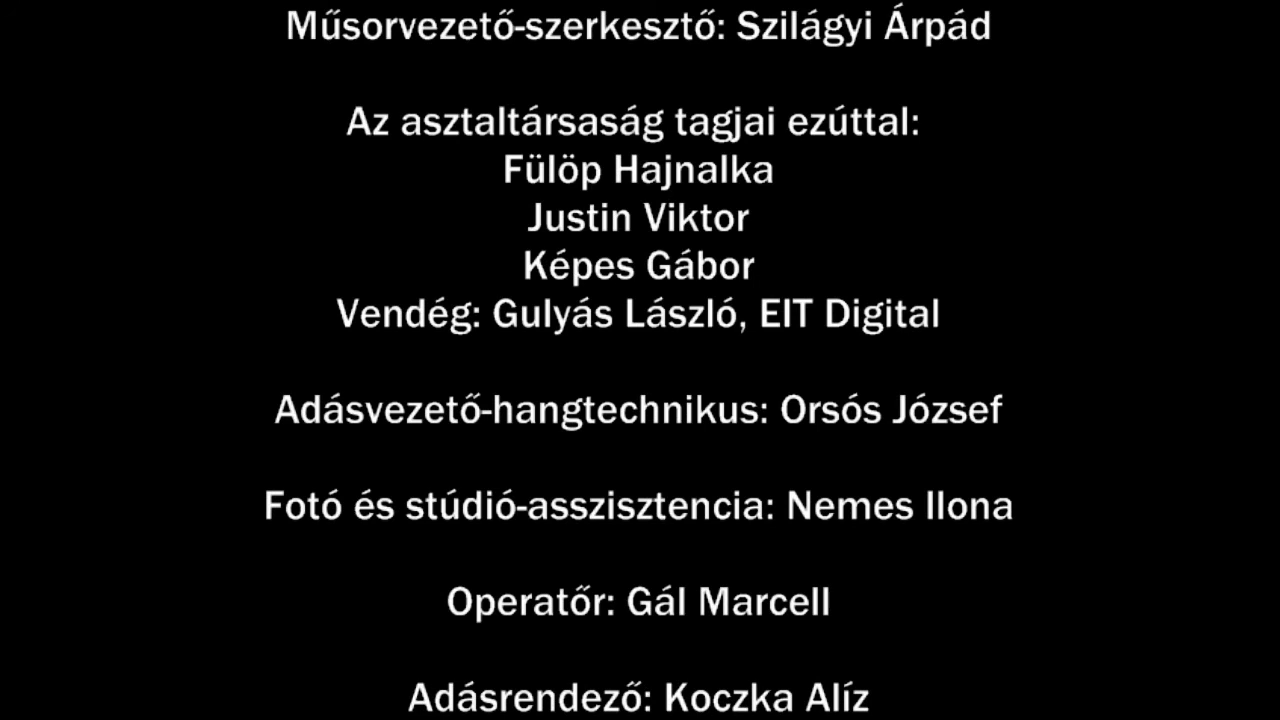 Műsorvezető-szerkesztő: Szilágyi Árpád
Az asztaltársaság tagjai ezúttal:
Fülöp Hajnalka
Justin Viktor
Képes Gábor
Vendég: Gulyás László, EIT Digital
Adásvezető-hangtechnikus: Orsós József
Fotó és stúdió-asszisztencia: Nemes Ilona
Operatőr: Gál Marcell
Adásrendező: Koczka Alíz